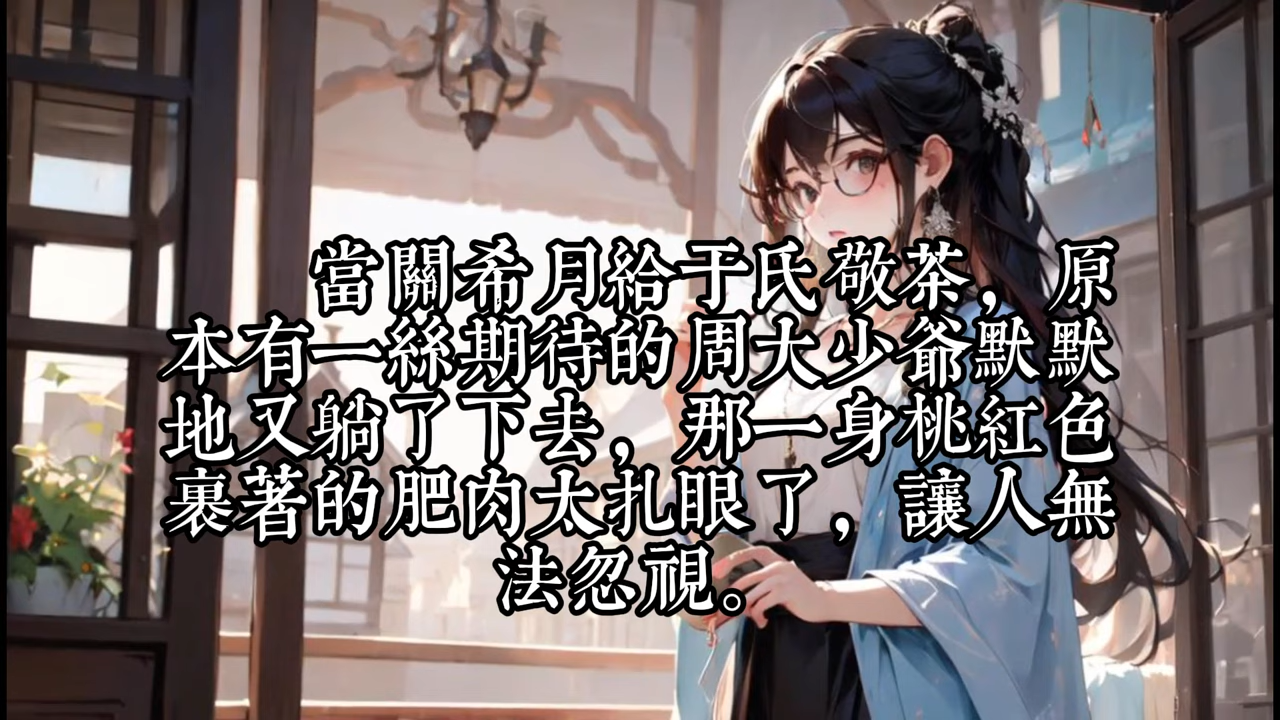 當關希月給于氏敬茶，原
本有一絲期待的周大少爺默默
地又躺了下去，那一身桃紅色
裹著的肥肉太扎眼了，讓人無
法忽視。